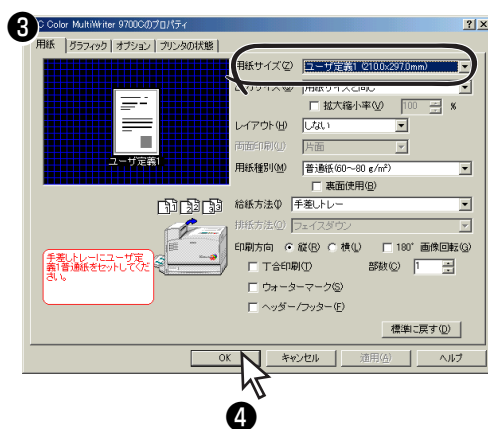 ❸
C Color MultiWriter 9700Cのプロパティ
用紙 グラフィック オプション プリンタの状態
用紙サイズ(Z) ユーザ定義1 (210.0x297.0mm)
用紙サイズと同じ
拡大縮小率(V) 100 %
レイアウト(H) しない
両面印刷(U) 片面
ユーザ定義1
用紙種別(M) 普通紙(60~80 g/m²)
裏面使用(B)
給紙方法(I) 手差しトレー
排紙方法(O) フェイスダウン
印刷方向 縦(R) 横(L) 180° 画像回転(G)
手差しトレーにユーザ定
義1普通紙をセットしてくだ
さい。
丁合印刷(T) 部数(C) 1
ウォーターマーク(S)
ヘッダー/フッター(F)
標準に戻す(D)
OK キャンセル 適用(A) ヘルプ
❹